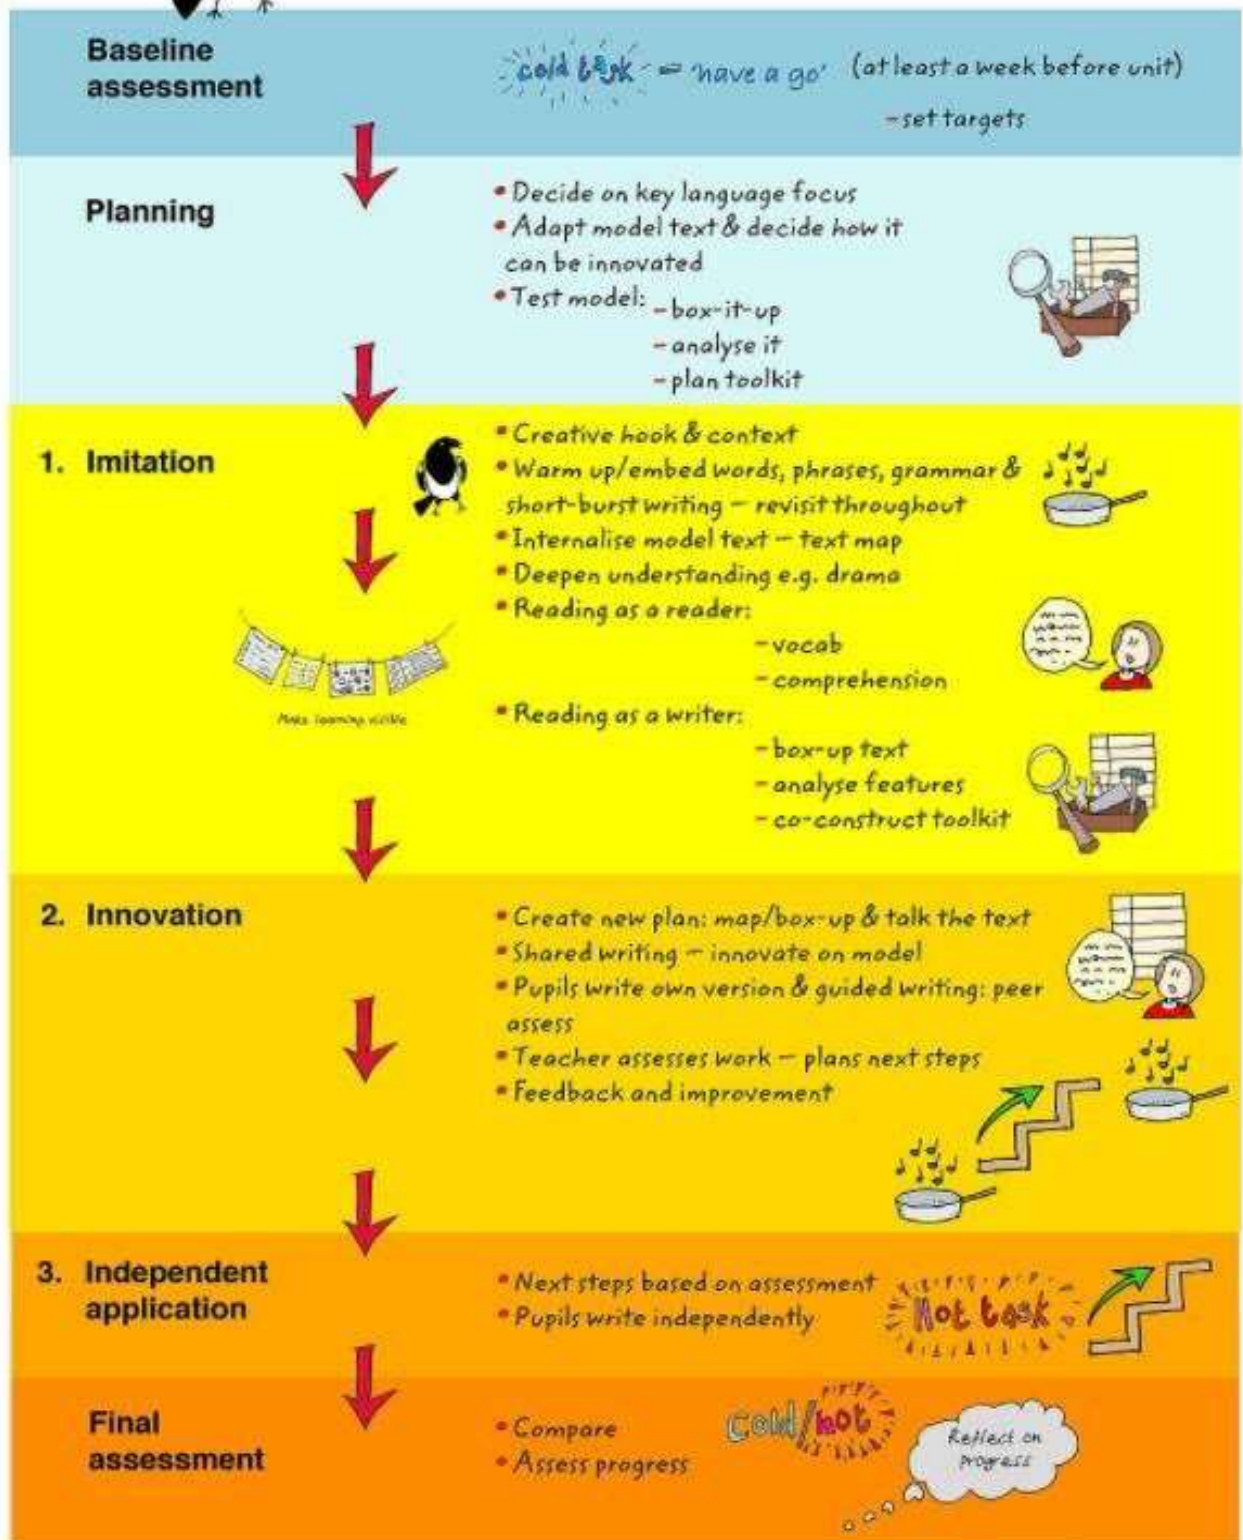 Baseline
assessment
cold task - 'have a go' (at least a week before unit)
- set targets
Planning
• Decide on key language focus
• Adapt model text & decide how it
can be innovated
• Test model: - box-it-up
- analyse it
- plan toolkit
1. Imitation
• Creative hook & context
• Warm up/embed words, phrases, grammar &
short-burst writing - revisit throughout
• Internalise model text - text map
• Deepen understanding e.g. drama
• Reading as a reader:
- vocab
- comprehension
Make learning visible
• Reading as a writer:
- box-up text
- analyse features
- co-construct toolkit
2. Innovation
• Create new plan: map/box-up & talk the text
• Shared writing - innovate on model
• Pupils write own version & guided writing: peer
assess
• Teacher assesses work - plans next steps
• Feedback and improvement
3. Independent
application
• Next steps based on assessment
• Pupils write independently
Hot task
Final
assessment
• Compare
• Assess progress
Cold/hot
Reflect on
progress